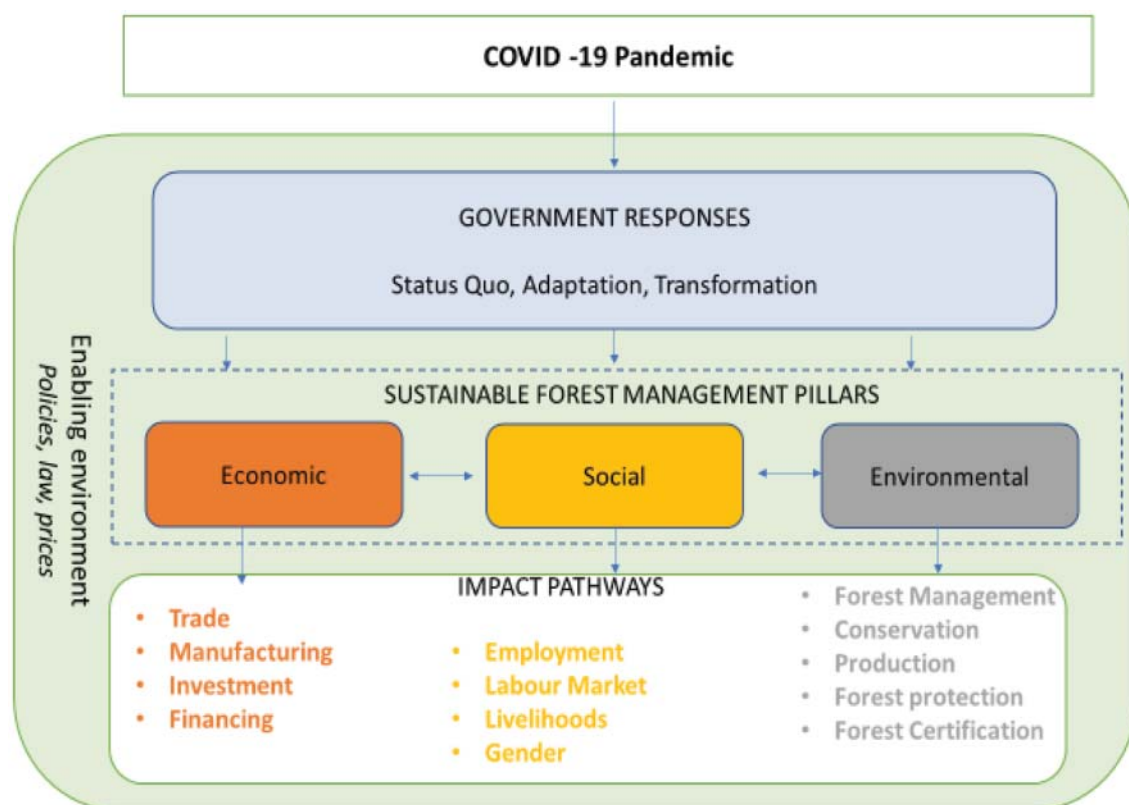 COVID -19 Pandemic
GOVERNMENT RESPONSES
Status Quo, Adaptation, Transformation
Enabling environment
Policies, law, prices
SUSTAINABLE FOREST MANAGEMENT PILLARS
Economic
Social
Environmental
IMPACT PATHWAYS
• Trade
• Manufacturing
• Investment
• Financing
• Employment
• Labour Market
• Livelihoods
• Gender
• Forest Management
• Conservation
• Production
• Forest protection
• Forest Certification